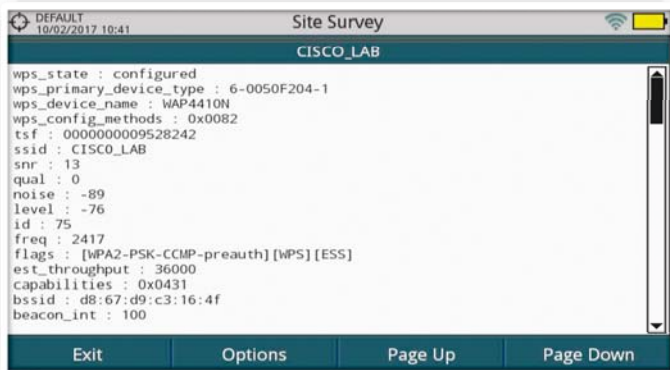 DEFAULT
10/02/2017 10:41
Site Survey
CISCO_LAB
wps_state : configured
wps_primary_device_type : 6-0050F204-1
wps_device_name : WAP4410N
wps_config_methods : 0x0082
tsf : 0000000009528242
ssid : CISCO_LAB
snr : 13
qual : 0
noise : -89
level : -76
id : 75
freq : 2417
flags : [WPA2-PSK-CCMP-preauth][WPS][ESS]
est_throughput : 36000
capabilities : 0x0431
bssid : d8:67:d9:c3:16:4f
beacon_int : 100
Exit
Options
Page Up
Page Down